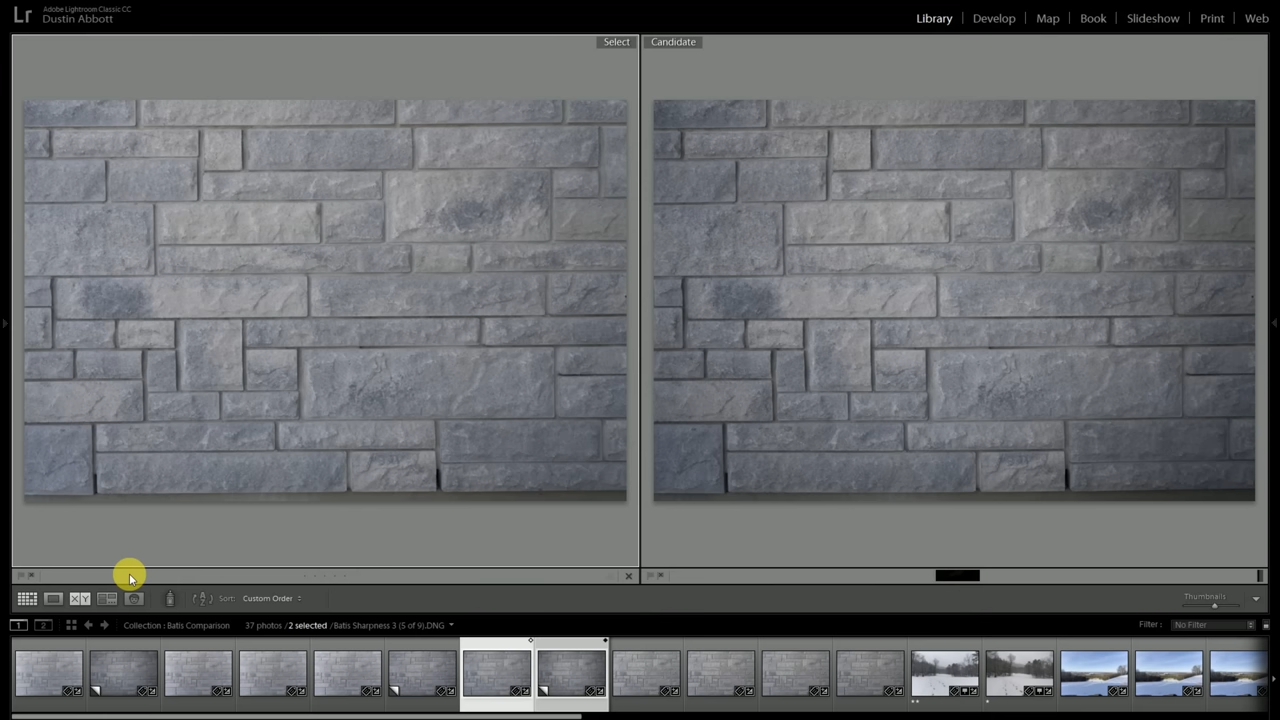 Lr
Adobe Lightroom Classic CC
Dustin Abbott
Library | Develop | Map | Book | Slideshow | Print | Web
Select
Candidate
XY
Sort: Custom Order
Thumbnails
1 2 Collection : Batis Comparison 37 photos / 2 selected / Batis Sharpness 3 (5 of 9).DNG
Filter : No Filter